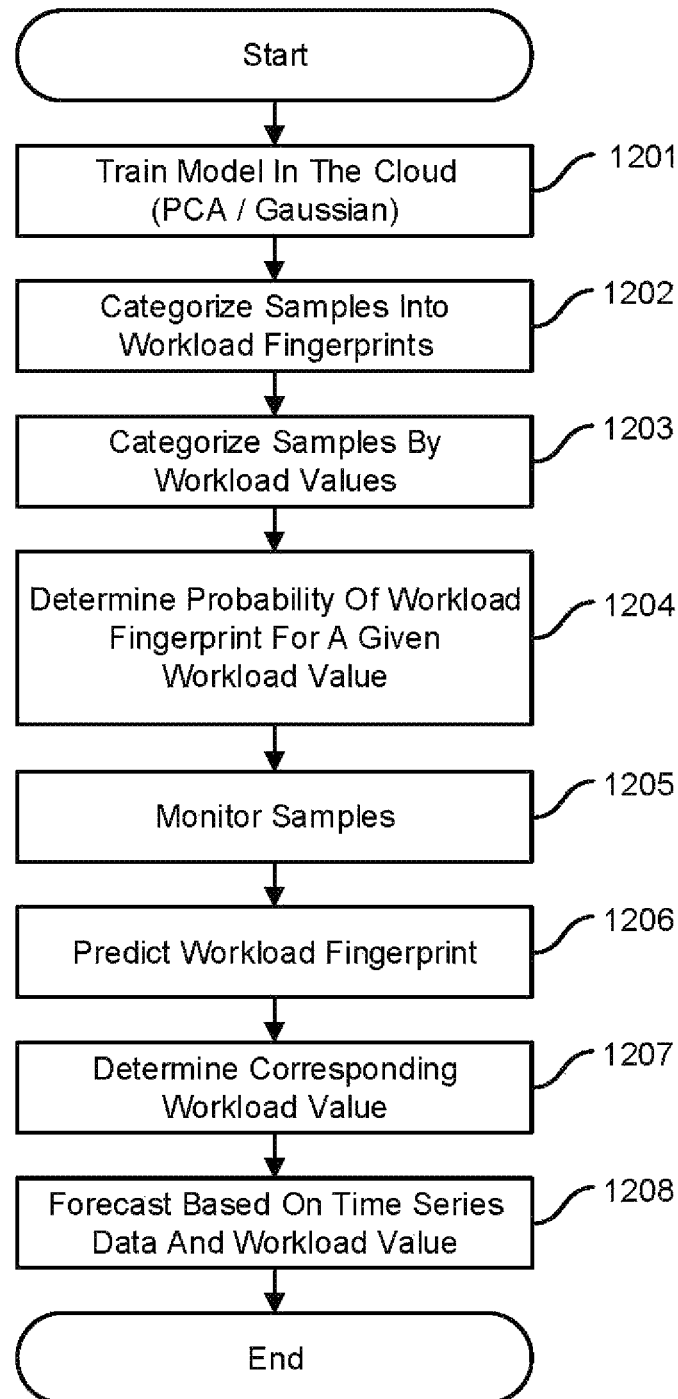 Start
Train Model In The Cloud
(PCA / Gaussian)
1201
Categorize Samples Into
Workload Fingerprints
1202
Categorize Samples By
Workload Values
1203
Determine Probability Of Workload
Fingerprint For A Given
Workload Value
1204
Monitor Samples
1205
Predict Workload Fingerprint
1206
Determine Corresponding
Workload Value
1207
Forecast Based On Time Series
Data And Workload Value
1208
End